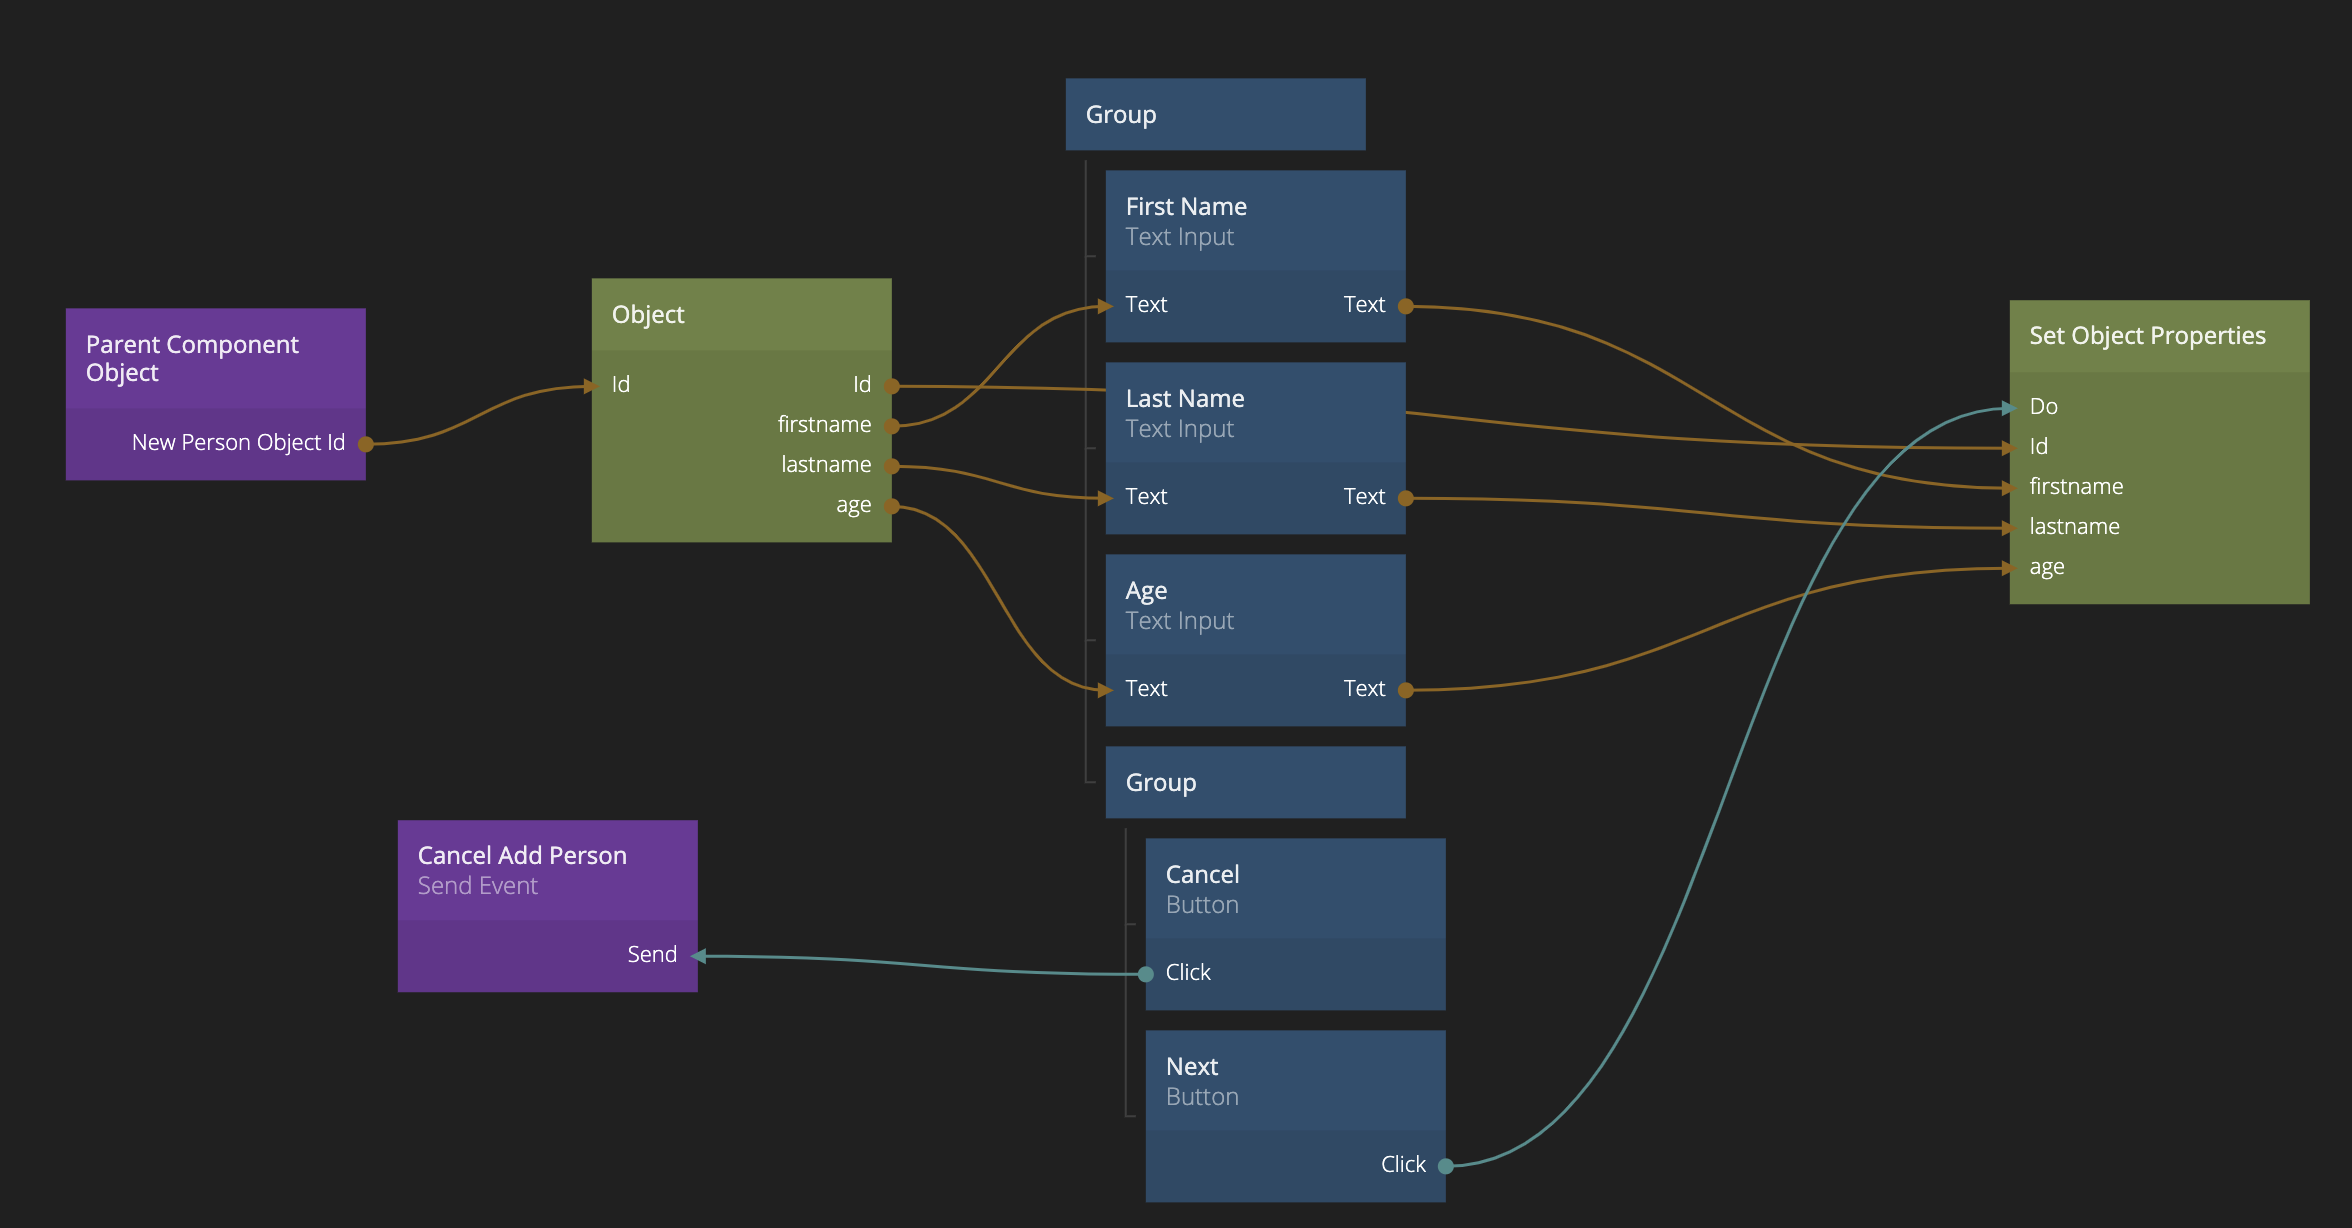 Parent Component
Object
New Person Object Id
Object
Id Id
firstname
lastname
age
Group
First Name
Text Input
Text Text
Last Name
Text Input
Text Text
Age
Text Input
Text Text
Group
Cancel
Button
Click
Next
Button
Click
Cancel Add Person
Send Event
Send
Set Object Properties
Do
Id
firstname
lastname
age